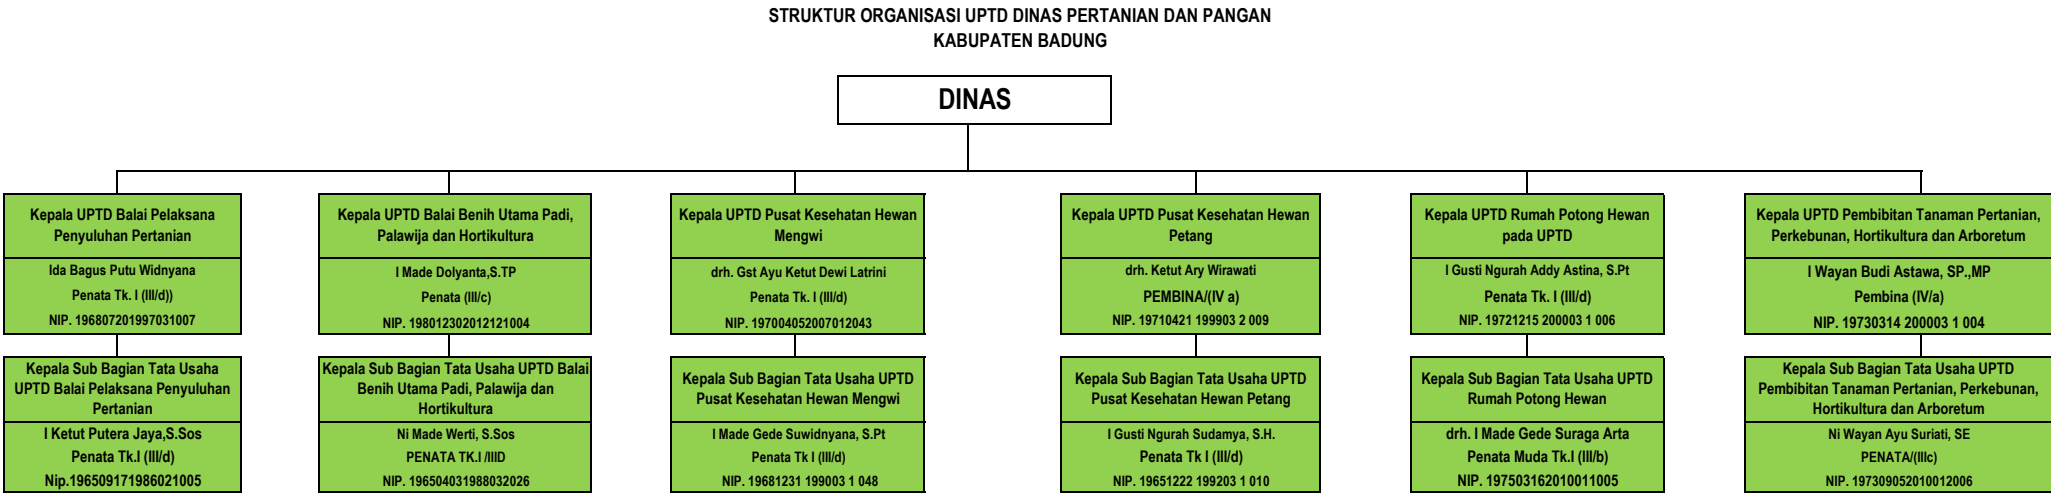 STRUKTUR ORGANISASI UPTD DINAS PERTANIAN DAN PANGAN
KABUPATEN BADUNG
DINAS
Kepala UPTD Balai Pelaksana
Penyuluhan Pertanian
Ida Bagus Putu Widnyana
Penata Tk. I (III/d))
NIP. 196807201997031007
Kepala UPTD Balai Benih Utama Padi,
Palawija dan Hortikultura
I Made Dolyanta,S.TP
Penata (III/c)
NIP. 198012302012121004
Kepala UPTD Pusat Kesehatan Hewan
Mengwi
drh. Gst Ayu Ketut Dewi Latrini
Penata Tk. I (III/d)
NIP. 197004052007012043
Kepala UPTD Pusat Kesehatan Hewan
Petang
drh. Ketut Ary Wirawati
PEMBINA/(IV a)
NIP. 19710421 199903 2 009
Kepala UPTD Rumah Potong Hewan
pada UPTD
I Gusti Ngurah Addy Astina, S.Pt
Penata Tk. I (III/d)
NIP. 19721215 200003 1 006
Kepala UPTD Pembibitan Tanaman Pertanian,
Perkebunan, Hortikultura dan Arboretum
I Wayan Budi Astawa, SP.,MP
Pembina (IV/a)
NIP. 19730314 200003 1 004
Kepala Sub Bagian Tata Usaha
UPTD Balai Pelaksana Penyuluhan
Pertanian
I Ketut Putera Jaya,S.Sos
Penata Tk.I (III/d)
Nip.196509171986021005
Kepala Sub Bagian Tata Usaha UPTD Balai
Benih Utama Padi, Palawija dan
Hortikultura
Ni Made Werti, S.Sos
PENATA TK.I /IIID
NIP. 196504031988032026
Kepala Sub Bagian Tata Usaha UPTD
Pusat Kesehatan Hewan Mengwi
I Made Gede Suwidnyana, S.Pt
Penata Tk I (III/d)
NIP. 19681231 199003 1 048
Kepala Sub Bagian Tata Usaha UPTD
Pusat Kesehatan Hewan Petang
I Gusti Ngurah Sudamya, S.H.
Penata Tk I (III/d)
NIP. 19651222 199203 1 010
Kepala Sub Bagian Tata Usaha UPTD
Rumah Potong Hewan
drh. I Made Gede Suraga Arta
Penata Muda Tk.I (III/b)
NIP. 197503162010011005
Kepala Sub Bagian Tata Usaha UPTD
Pembibitan Tanaman Pertanian, Perkebunan,
Hortikultura dan Arboretum
Ni Wayan Ayu Suriati, SE
PENATA/(IIIc)
NIP. 197309052010012006